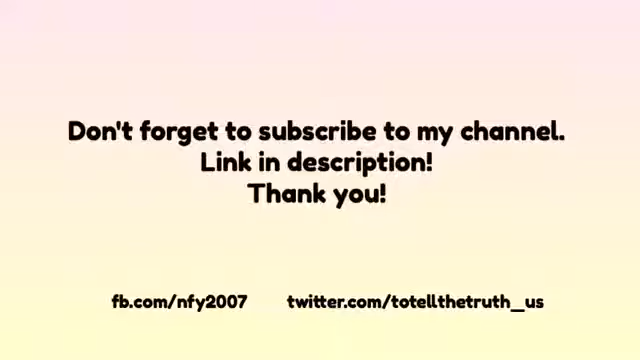 Don't forget to subscribe to my channel.
Link in description!
Thank you!
fb.com/nfy2007 twitter.com/totellthetruth_us